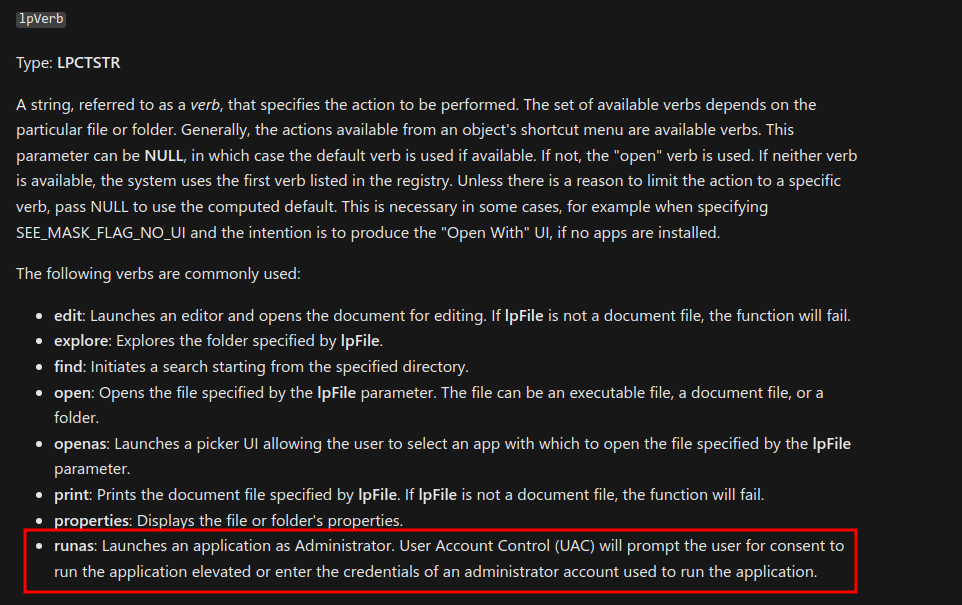 lpVerb
Type: LPCTSTR
A string, referred to as a verb, that specifies the action to be performed. The set of available verbs depends on the
particular file or folder. Generally, the actions available from an object's shortcut menu are available verbs. This
parameter can be NULL, in which case the default verb is used if available. If not, the "open" verb is used. If neither verb
is available, the system uses the first verb listed in the registry. Unless there is a reason to limit the action to a specific
verb, pass NULL to use the computed default. This is necessary in some cases, for example when specifying
SEE_MASK_FLAG_NO_UI and the intention is to produce the "Open With" UI, if no apps are installed.
The following verbs are commonly used:
• edit: Launches an editor and opens the document for editing. If lpFile is not a document file, the function will fail.
• explore: Explores the folder specified by lpFile.
• find: Initiates a search starting from the specified directory.
• open: Opens the file specified by the lpFile parameter. The file can be an executable file, a document file, or a
folder.
• openas: Launches a picker UI allowing the user to select an app with which to open the file specified by the lpFile
parameter.
• print: Prints the document file specified by lpFile. If lpFile is not a document file, the function will fail.
• properties: Displays the file or folder's properties.
• runas: Launches an application as Administrator. User Account Control (UAC) will prompt the user for consent to
run the application elevated or enter the credentials of an administrator account used to run the application.